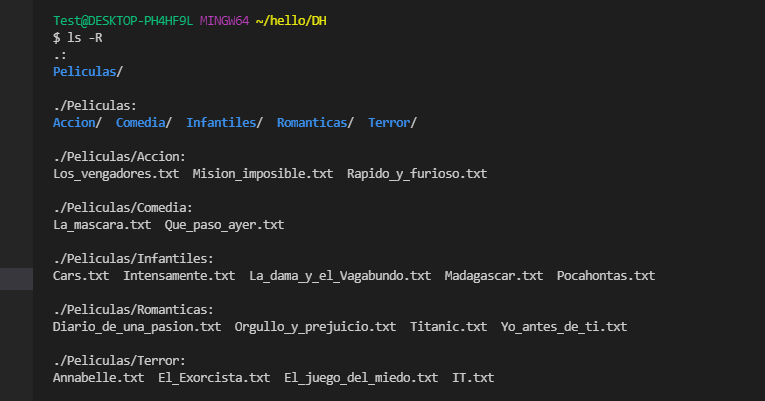 Test@DESKTOP-PH4HF9L MINGW64 ~/hello/DH
$ ls -R
.:
Peliculas/
./Peliculas:
Accion/  Comedia/  Infantiles/  Romanticas/  Terror/
./Peliculas/Accion:
Los_vengadores.txt  Mision_imposible.txt  Rapido_y_furioso.txt
./Peliculas/Comedia:
La_mascara.txt  Que_paso_ayer.txt
./Peliculas/Infantiles:
Cars.txt  Intensamente.txt  La_dama_y_el_Vagabundo.txt  Madagascar.txt  Pocahontas.txt
./Peliculas/Romanticas:
Diario_de_una_pasion.txt  Orgullo_y_prejuicio.txt  Titanic.txt  Yo_antes_de_ti.txt
./Peliculas/Terror:
Annabelle.txt  El_Exorcista.txt  El_juego_del_miedo.txt  IT.txt